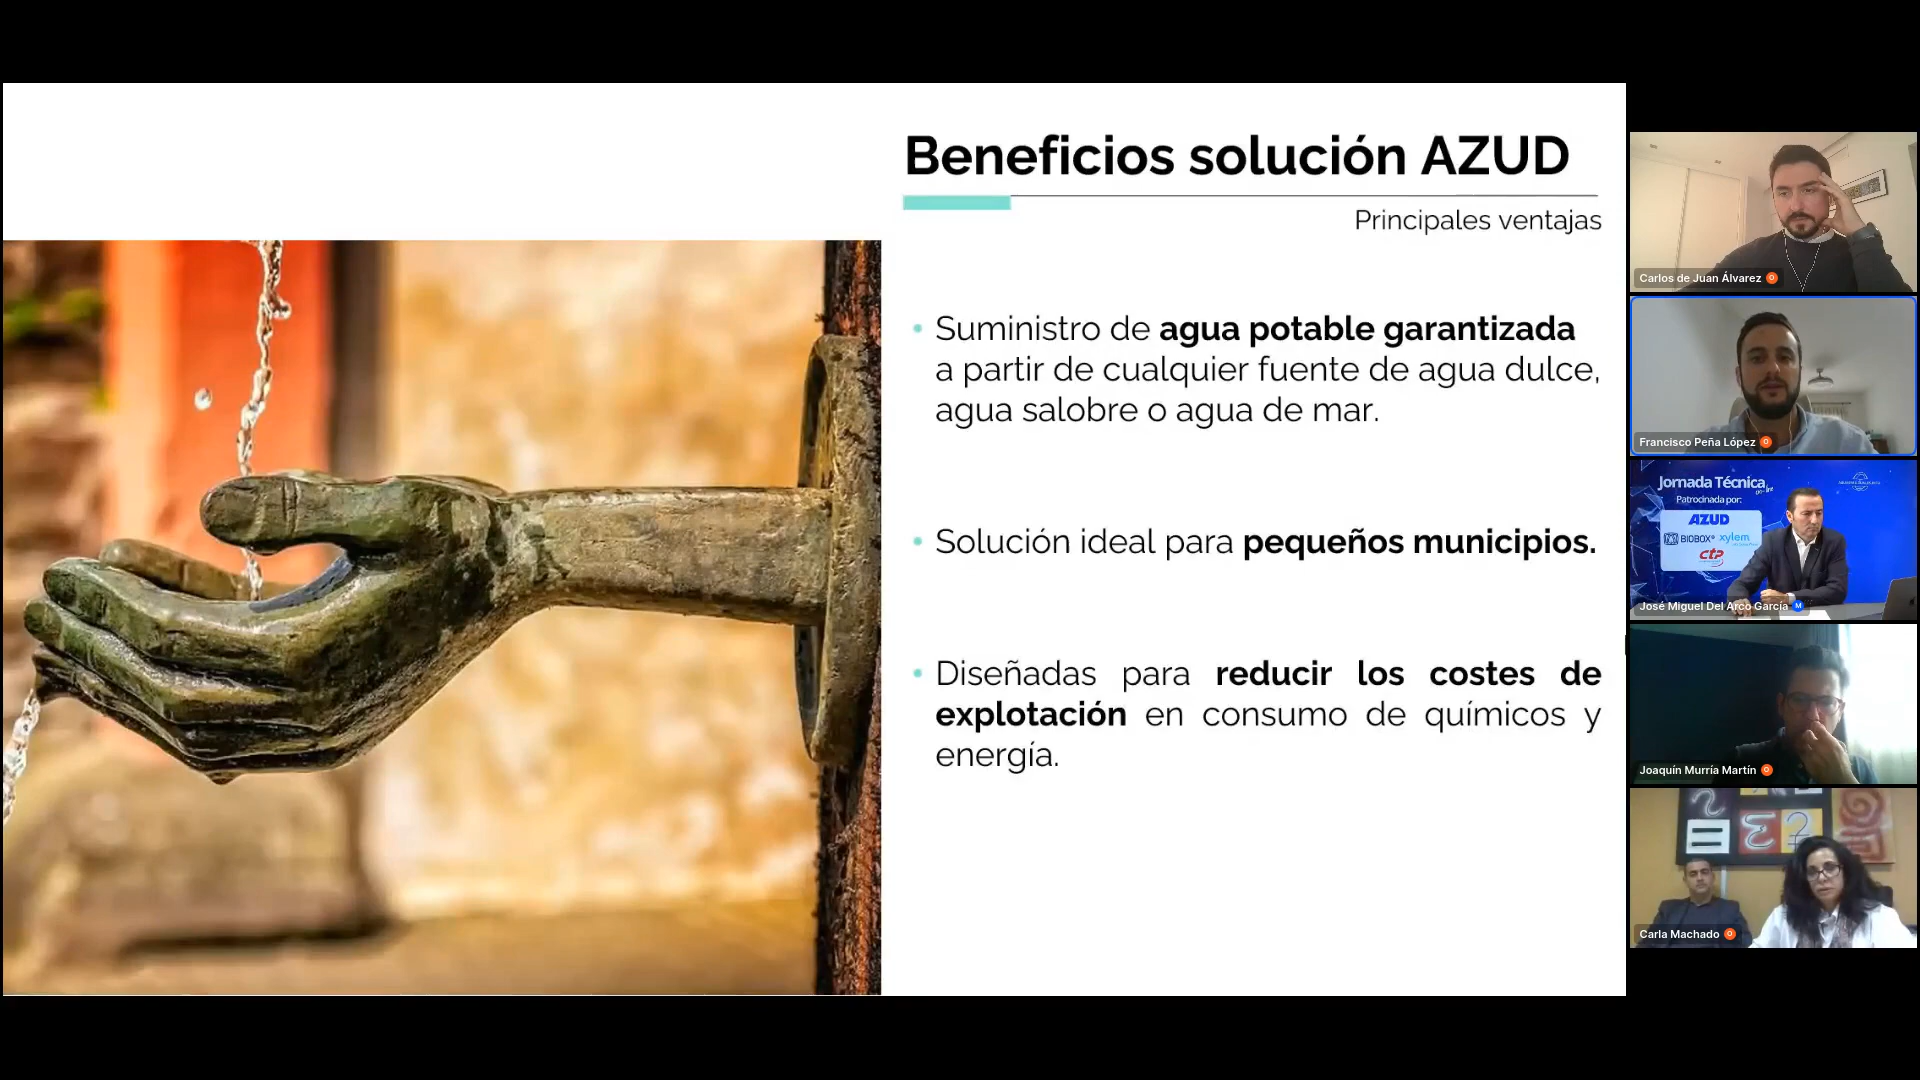 Beneficios solución AZUD
Principales ventajas
• Suministro de agua potable garantizada
a partir de cualquier fuente de agua dulce,
agua salobre o agua de mar.
• Solución ideal para pequeños municipios.
• Diseñadas para reducir los costes de
explotación en consumo de químicos y
energía.
Carlos de Juan Álvarez
Francisco Peña López
Jornada Técnica
on-line
Patrocinada por:
AZUD
BIOBOX® xylem
ctp
José Miguel Del Arco García M
Joaquín Murría Martín
Carla Machado